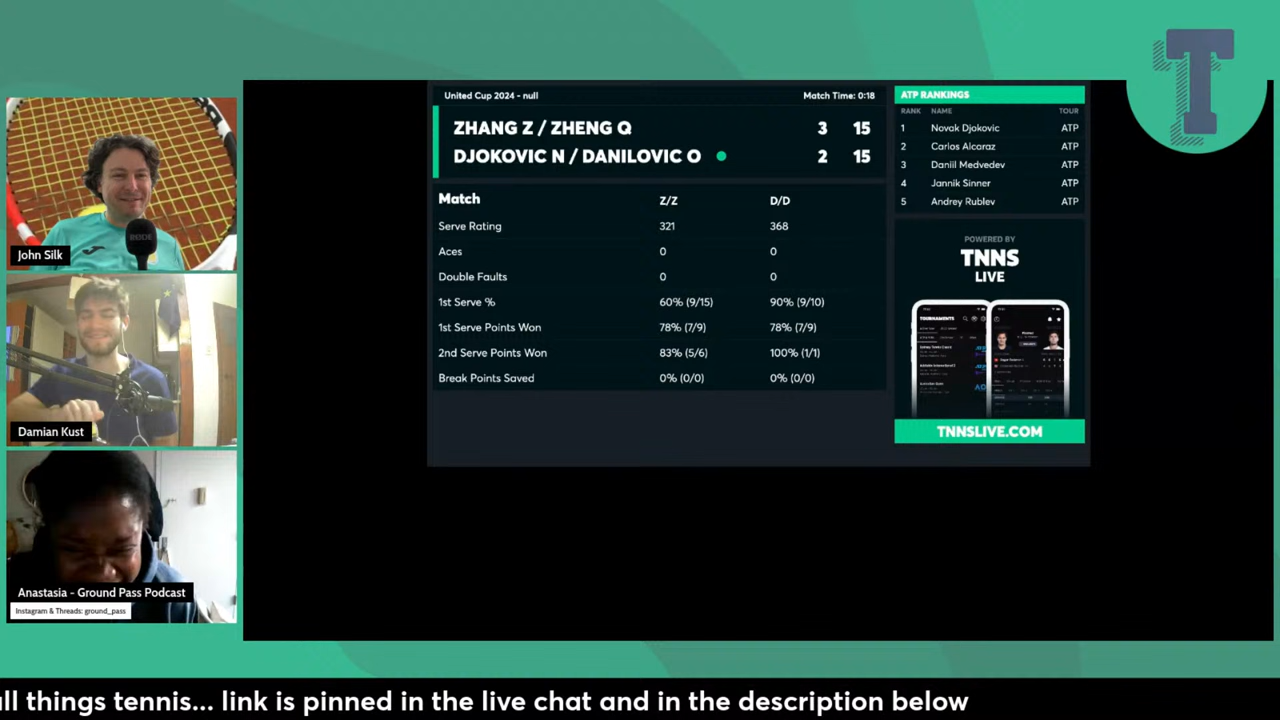 T
John Silk
RØDE
Damian Kust
Anastasia - Ground Pass Podcast
Instagram & Threads: ground_pass
United Cup 2024 - null Match Time: 0:18
ZHANG Z / ZHENG Q 3 15
DJOKOVIC N / DANILOVIC O 2 15
Match Z/Z D/D
Serve Rating 321 368
Aces 0 0
Double Faults 0 0
1st Serve % 60% (9/15) 90% (9/10)
1st Serve Points Won 78% (7/9) 78% (7/9)
2nd Serve Points Won 83% (5/6) 100% (1/1)
Break Points Saved 0% (0/0) 0% (0/0)
ATP RANKINGS
RANK NAME TOUR
1 Novak Djokovic ATP
2 Carlos Alcaraz ATP
3 Daniil Medvedev ATP
4 Jannik Sinner ATP
5 Andrey Rublev ATP
POWERED BY
TNNS
LIVE
TOURNAMENTS
TNNSLIVE.COM
all things tennis... link is pinned in the live chat and in the description below